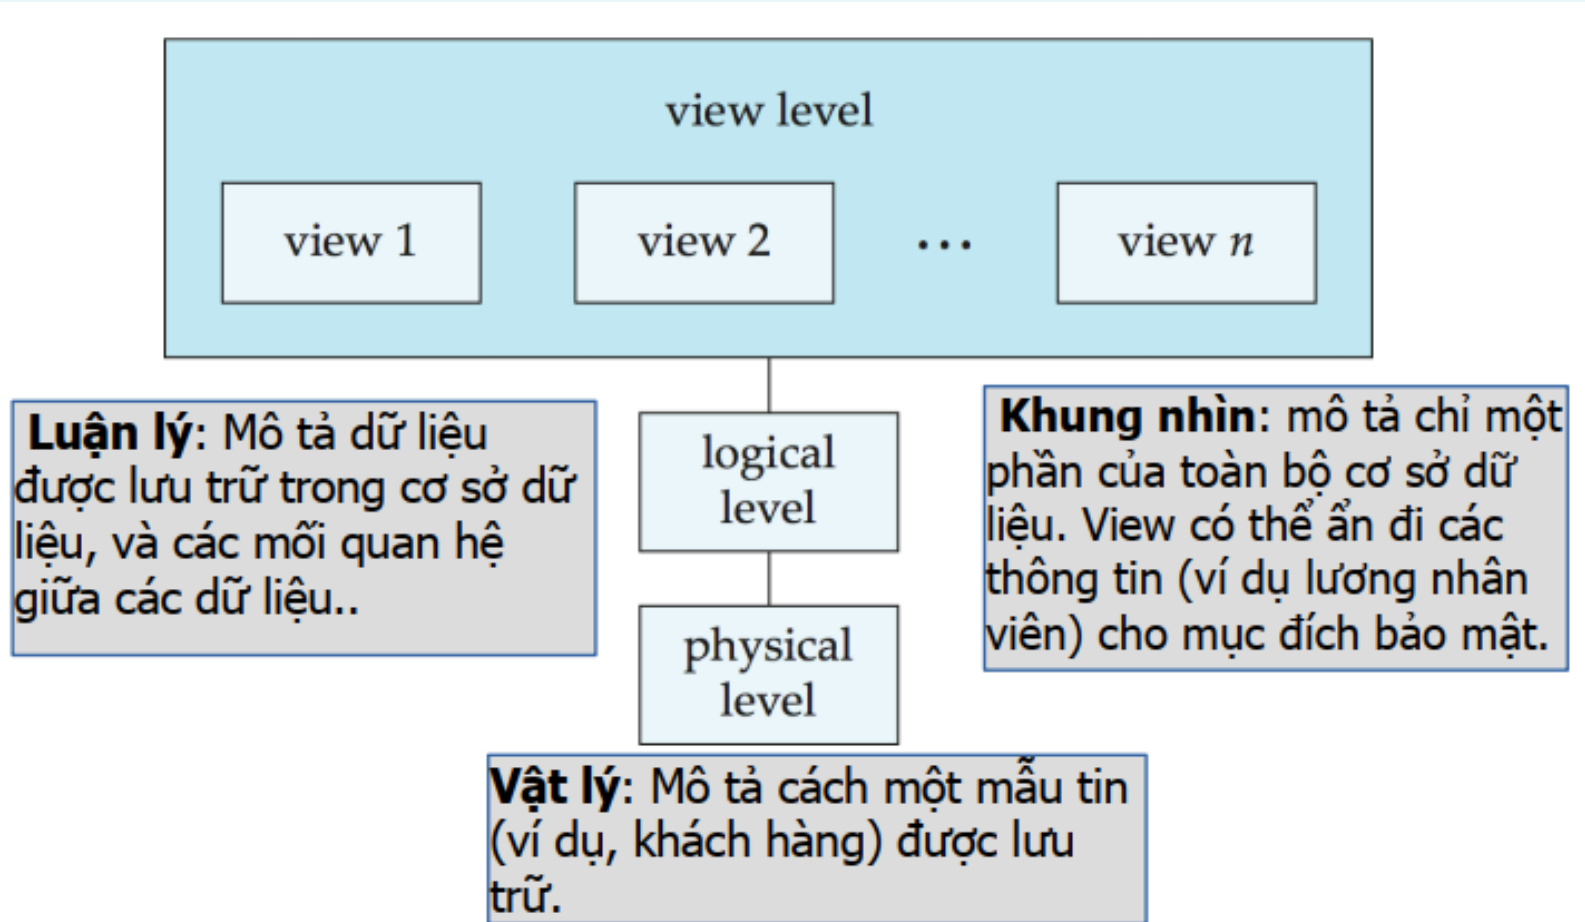 view level
view 1
view 2
...
view n
Luận lý: Mô tả dữ liệu
được lưu trữ trong cơ sở dữ
liệu, và các mối quan hệ
giữa các dữ liệu..
logical
level
Khung nhìn: mô tả chỉ một
phần của toàn bộ cơ sở dữ
liệu. View có thể ẩn đi các
thông tin (ví dụ lương nhân
viên) cho mục đích bảo mật.
physical
level
Vật lý: Mô tả cách một mẫu tin
(ví dụ, khách hàng) được lưu
trữ.